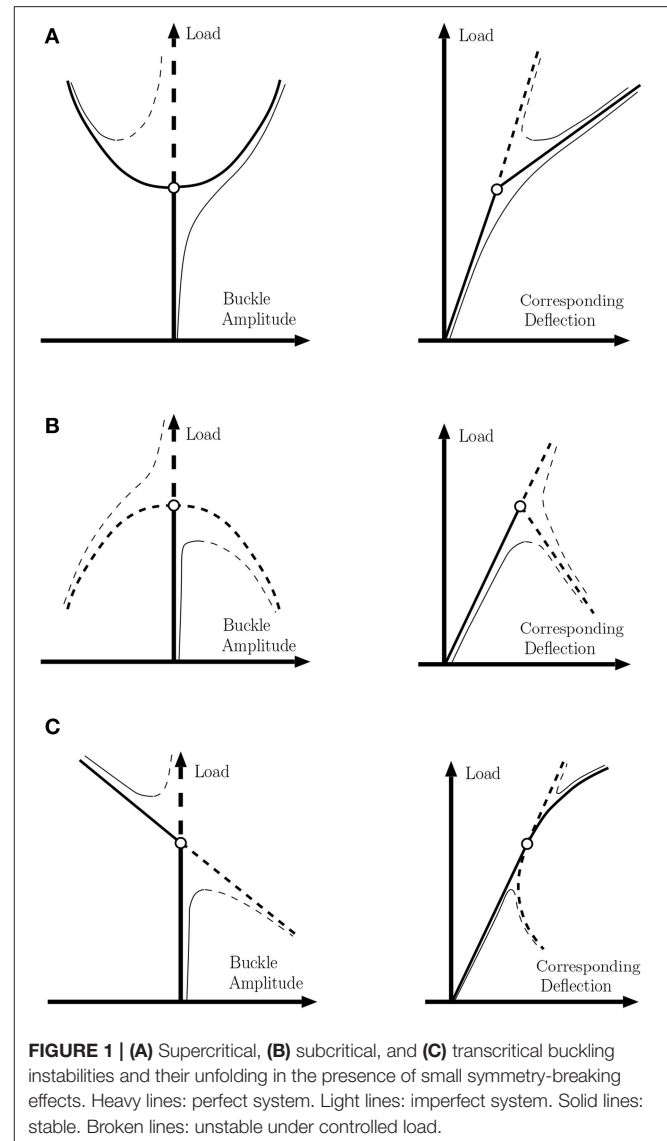 A
Load
Buckle
Amplitude
Load
Corresponding
Deflection
B
Load
Buckle
Amplitude
Load
Corresponding
Deflection
C
Load
Buckle
Amplitude
Load
Corresponding
Deflection
FIGURE 1 | (A) Supercritical, (B) subcritical, and (C) transcritical buckling
instabilities and their unfolding in the presence of small symmetry-breaking
effects. Heavy lines: perfect system. Light lines: imperfect system. Solid lines:
stable. Broken lines: unstable under controlled load.